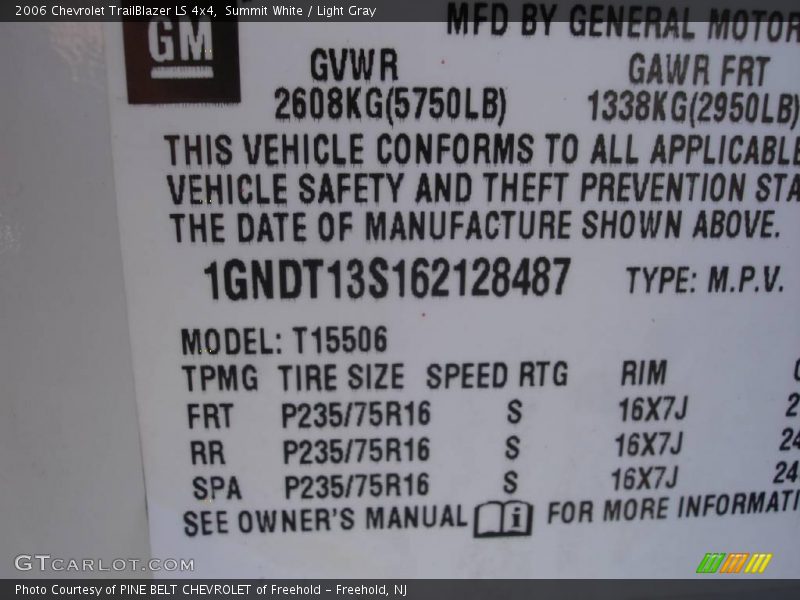 2006 Chevrolet TrailBlazer LS 4x4, Summit White / Light Gray
MFD BY GENERAL MOTOR
GM
GVWR GAWR FRT
2608KG(5750LB) 1338KG(2950LB)
THIS VEHICLE CONFORMS TO ALL APPLICABLE
VEHICLE SAFETY AND THEFT PREVENTION STA
THE DATE OF MANUFACTURE SHOWN ABOVE.
1GNDT13S162128487 TYPE: M.P.V.
MODEL: T15506
TPMG TIRE SIZE SPEED RTG RIM
FRT P235/75R16 S 16X7J 2
RR P235/75R16 S 16X7J 24
SPA P235/75R16 S 16X7J 24
SEE OWNER'S MANUAL i FOR MORE INFORMATI
GTCARLOT.COM
Photo Courtesy of PINE BELT CHEVROLET of Freehold - Freehold, NJ